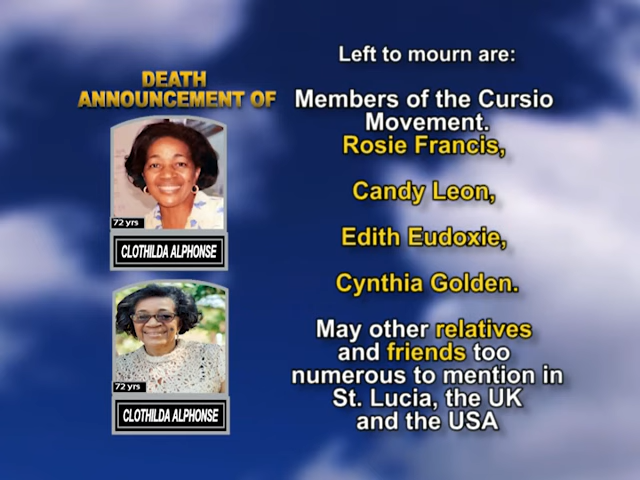 DEATH
ANNOUNCEMENT OF
72 yrs
CLOTHILDA ALPHONSE
72 yrs
CLOTHILDA ALPHONSE
Left to mourn are:
Members of the Cursio
Movement.
Rosie Francis,
Candy Leon,
Edith Eudoxie,
Cynthia Golden.
May other relatives
and friends too
numerous to mention in
St. Lucia, the UK
and the USA